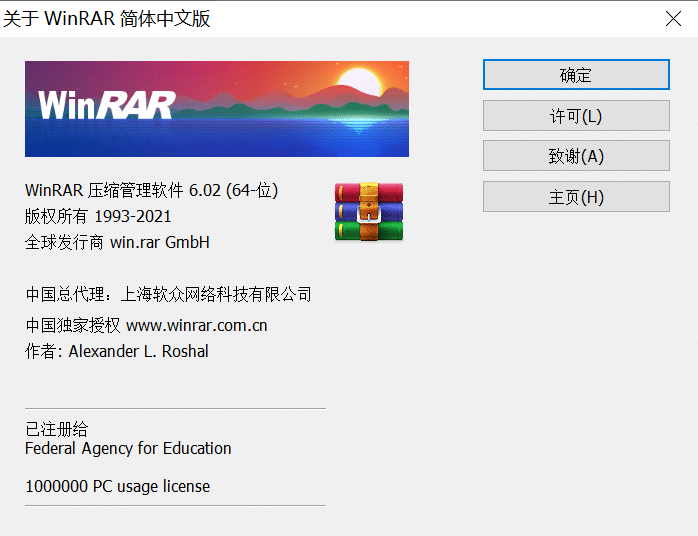 关于 WinRAR 简体中文版
WinRAR
确定
许可(L)
致谢(A)
主页(H)
WinRAR 压缩管理软件 6.02 (64-位)
版权所有 1993-2021
全球发行商 win.rar GmbH
中国总代理：上海软众网络科技有限公司
中国独家授权 www.winrar.com.cn
作者: Alexander L. Roshal
已注册给
Federal Agency for Education
1000000 PC usage license